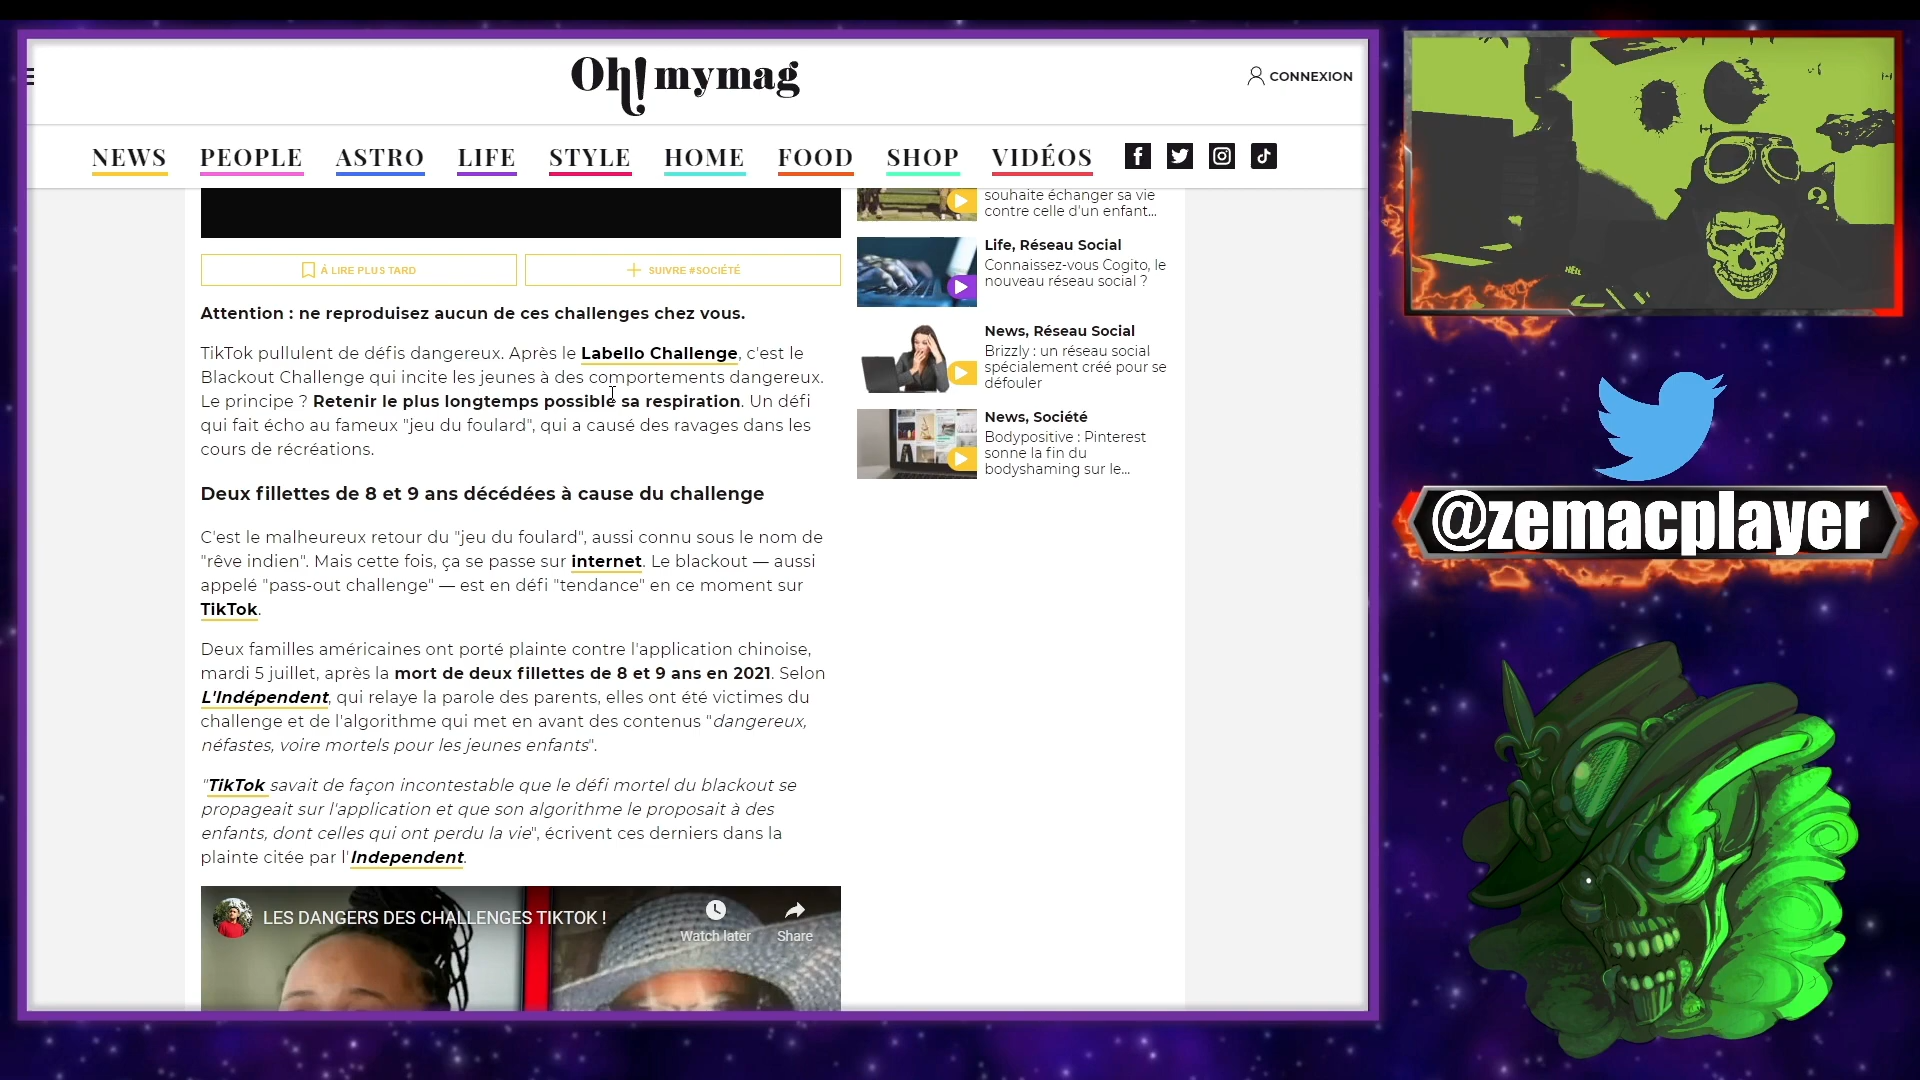 Oh! mymag
CONNEXION
NEWS PEOPLE ASTRO LIFE STYLE HOME FOOD SHOP VIDÉOS
À LIRE PLUS TARD
SUIVRE #SOCIÉTÉ
Attention : ne reproduisez aucun de ces challenges chez vous.
TikTok pullulent de défis dangereux. Après le Labello Challenge, c'est le
Blackout Challenge qui incite les jeunes à des comportements dangereux.
Le principe ? Retenir le plus longtemps possible sa respiration. Un défi
qui fait écho au fameux "jeu du foulard", qui a causé des ravages dans les
cours de récréations.
Deux fillettes de 8 et 9 ans décédées à cause du challenge
C'est le malheureux retour du "jeu du foulard", aussi connu sous le nom de
"rêve indien". Mais cette fois, ça se passe sur internet. Le blackout — aussi
appelé "pass-out challenge" — est en défi "tendance" en ce moment sur
TikTok.
Deux familles américaines ont porté plainte contre l'application chinoise,
mardi 5 juillet, après la mort de deux fillettes de 8 et 9 ans en 2021. Selon
L'Indépendent, qui relaye la parole des parents, elles ont été victimes du
challenge et de l'algorithme qui met en avant des contenus "dangereux,
néfastes, voire mortels pour les jeunes enfants".
"TikTok savait de façon incontestable que le défi mortel du blackout se
propageait sur l'application et que son algorithme le proposait à des
enfants, dont celles qui ont perdu la vie", écrivent ces derniers dans la
plainte citée par l'Independent.
LES DANGERS DES CHALLENGES TIKTOK !
Watch later
Share
souhaite échanger sa vie
contre celle d'un enfant...
Life, Réseau Social
Connaissez-vous Cogito, le
nouveau réseau social ?
News, Réseau Social
Brizzly : un réseau social
spécialement créé pour se
défouler
News, Société
Bodypositive : Pinterest
sonne la fin du
bodyshaming sur le...
@zemacplayer